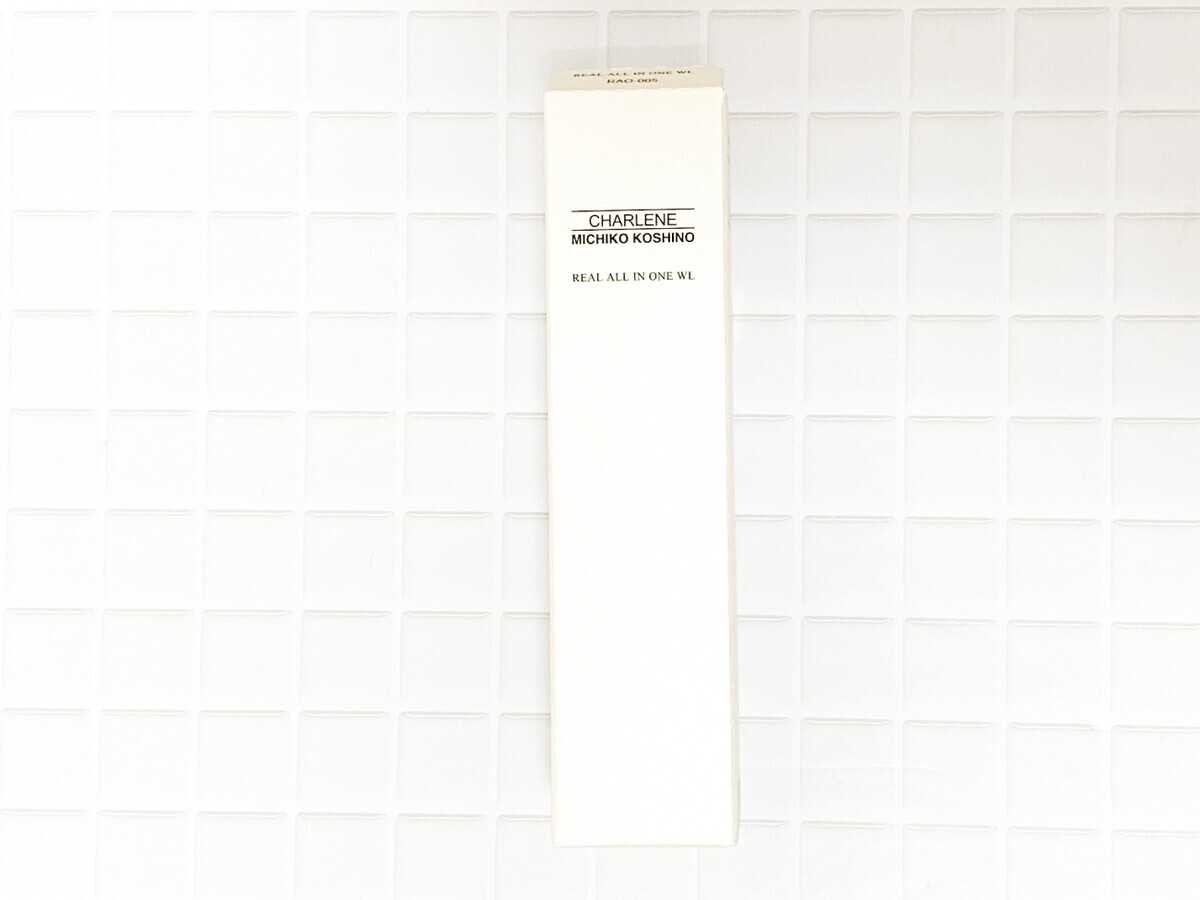 REAL ALL IN ONE WL
RAO-005
CHARLENE
MICHIKO KOSHINO
REAL ALL IN ONE WL